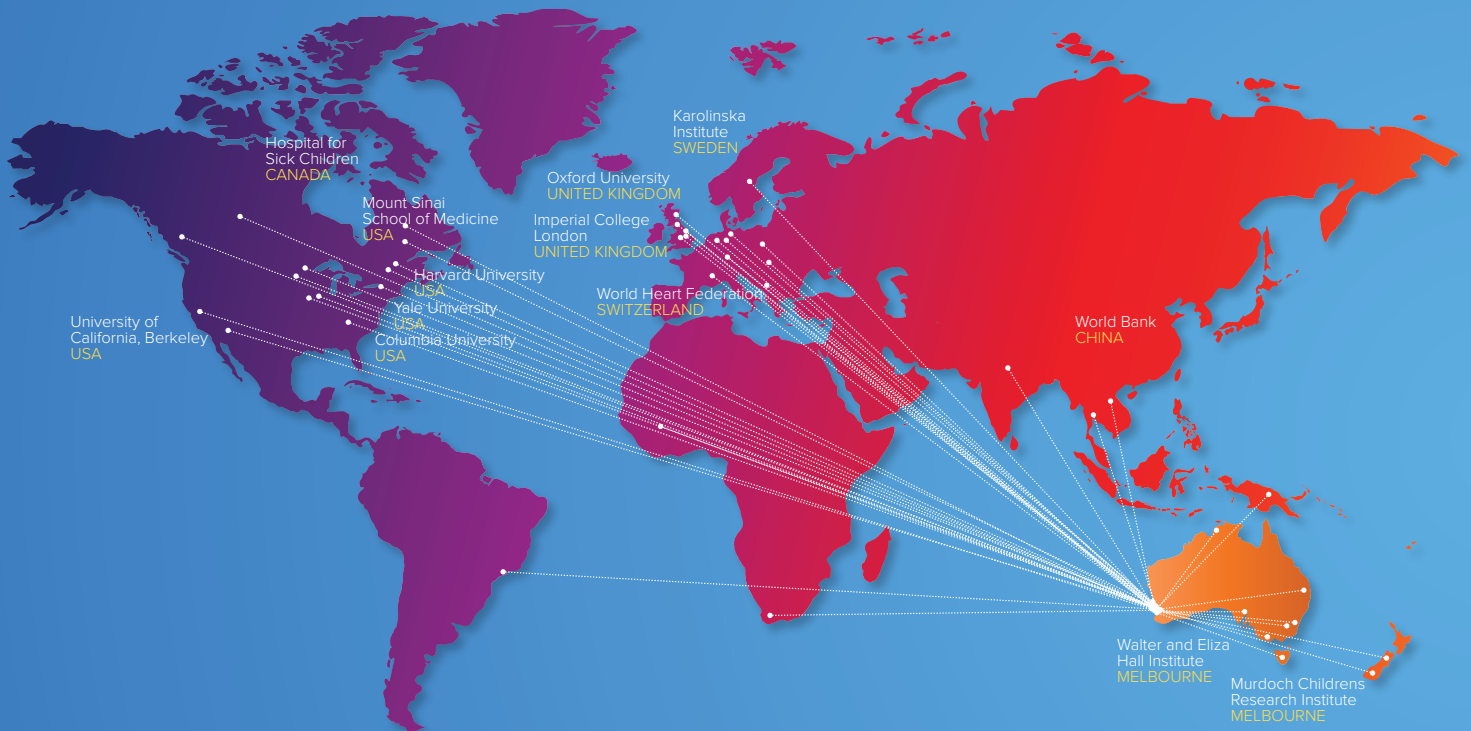 Karolinska
Institute
SWEDEN
Hospital for
Sick Children
CANADA
Oxford University
UNITED KINGDOM
Mount Sinai
School of Medicine
USA
Imperial College
London
UNITED KINGDOM
Harvard University
USA
World Heart Federation
SWITZERLAND
Yale University
USA
University of
California, Berkeley
USA
Columbia University
USA
World Bank
CHINA
Walter and Eliza
Hall Institute
MELBOURNE
Murdoch Childrens
Research Institute
MELBOURNE